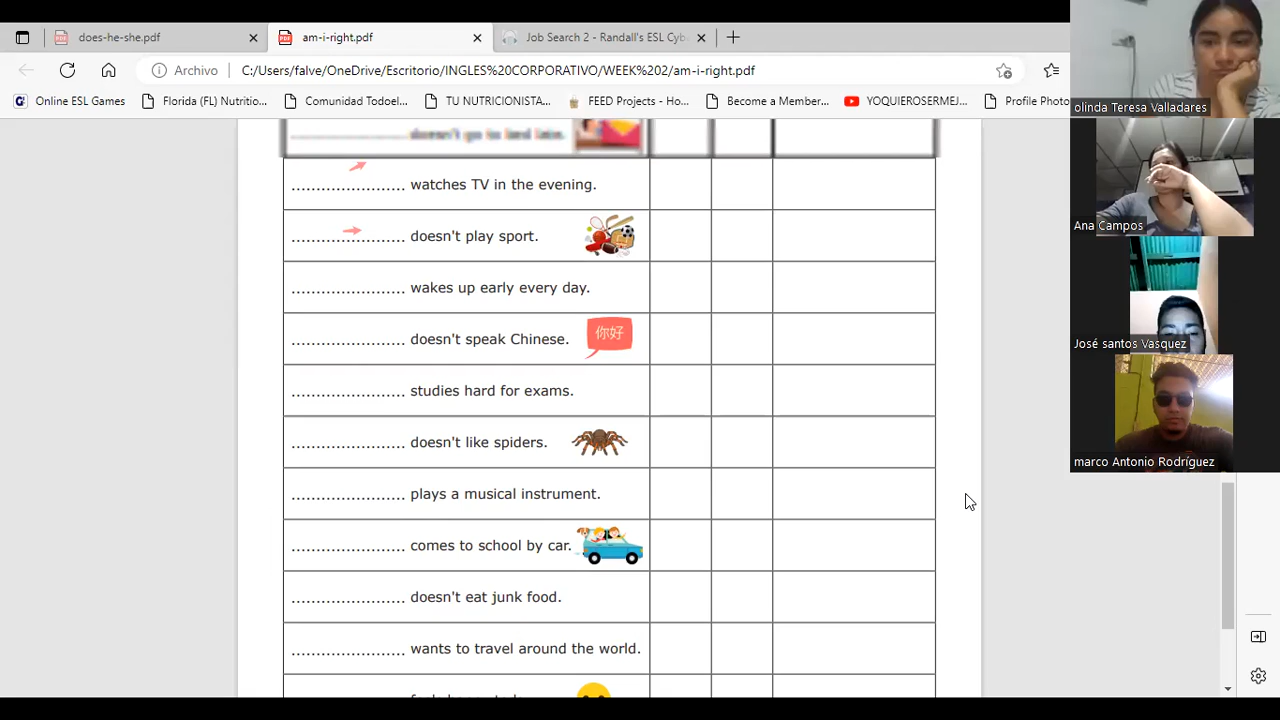 does-he-she.pdf
am-i-right.pdf
Job Search 2 - Randall's ESL Cyb
Archivo
C:/Users/falve/OneDrive/Escritorio/INGLES%20CORPORATIVO/WEEK%202/am-i-right.pdf
Online ESL Games
Florida (FL) Nutritio...
Comunidad Todoel...
TU NUTRICIONISTA...
FEED Projects - Ho...
Become a Member...
YOQUIEROSERMEJ...
Profile Photo
....................... doesn't go to bed late.
....................... watches TV in the evening.
....................... doesn't play sport.
....................... wakes up early every day.
....................... doesn't speak Chinese.
你好
....................... studies hard for exams.
....................... doesn't like spiders.
....................... plays a musical instrument.
....................... comes to school by car.
....................... doesn't eat junk food.
....................... wants to travel around the world.
olinda Teresa Valladares
Ana Campos
José santos Vasquez
marco Antonio Rodríguez